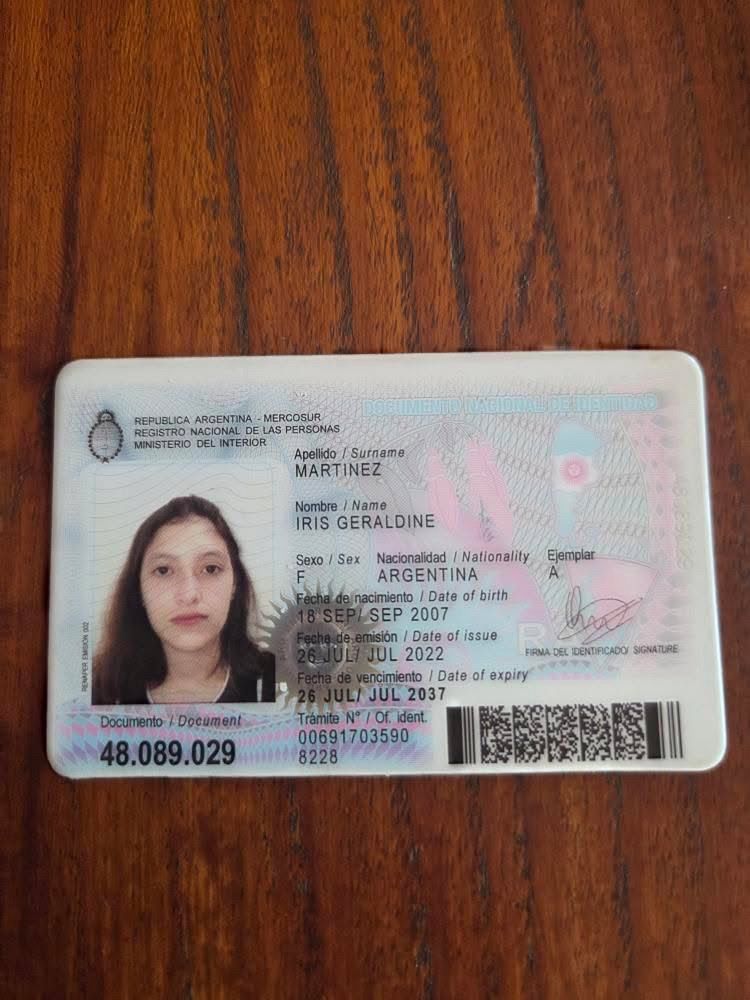 REPUBLICA ARGENTINA - MERCOSUR
REGISTRO NACIONAL DE LAS PERSONAS
MINISTERIO DEL INTERIOR
DOCUMENTO NACIONAL DE IDENTIDAD
Apellido / Surname
MARTINEZ
Nombre / Name
IRIS GERALDINE
Sexo / Sex Nacionalidad / Nationality Ejemplar
F ARGENTINA A
Fecha de nacimiento / Date of birth
18 SEP/ SEP 2007
Fecha de emisión / Date of issue
26 JUL/ JUL 2022
FIRMA DEL IDENTIFICADO/ SIGNATURE
Fecha de vencimiento / Date of expiry
26 JUL/ JUL 2037
RENAPER EMISIÓN 002
Documento / Document
48.089.029
Trámite N° / Of. ident.
00691703590
8228